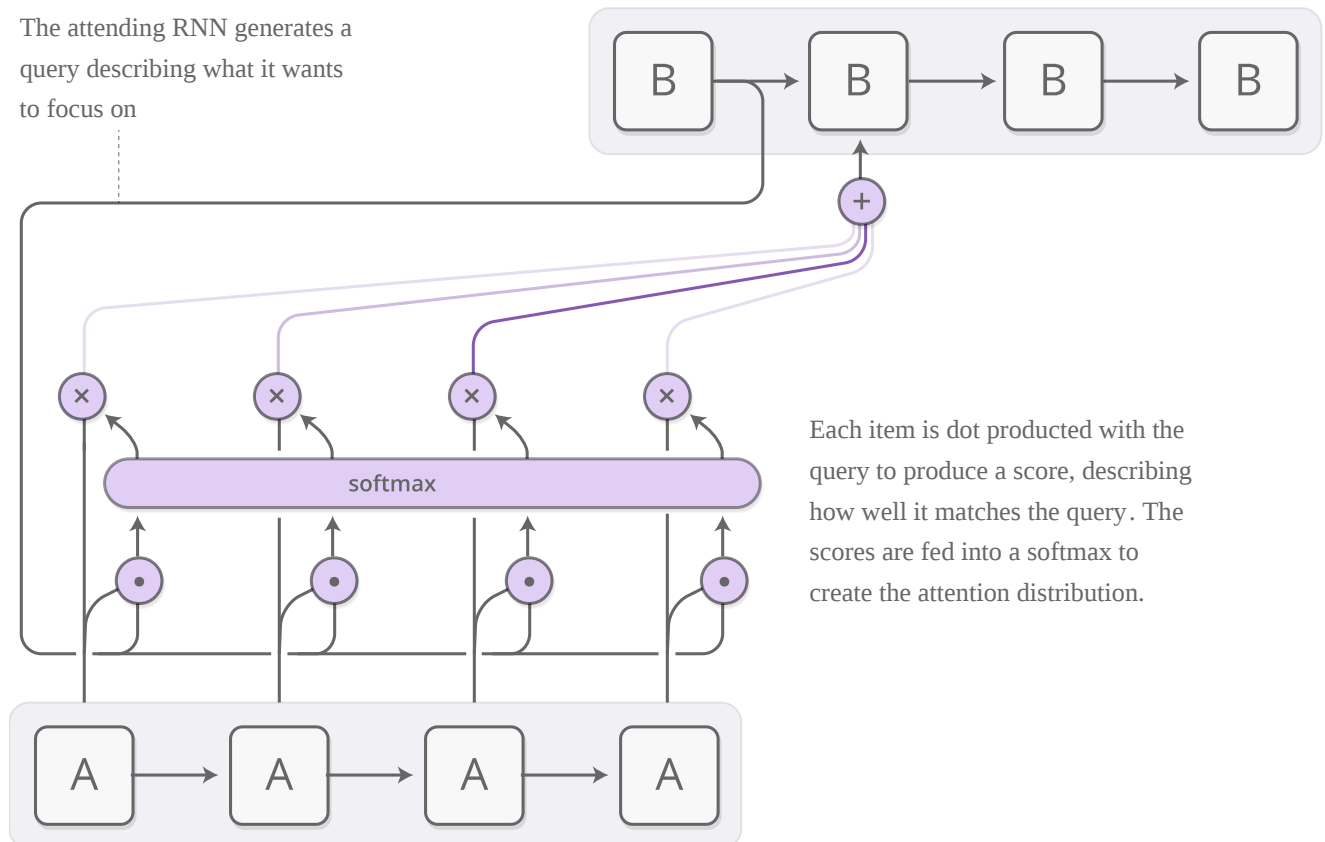 The attending RNN generates a
query describing what it wants
to focus on
B B B B
+
× × × ×
softmax
Each item is dot producted with the
query to produce a score, describing
how well it matches the query. The
scores are fed into a softmax to
create the attention distribution.
• • • •
A A A A